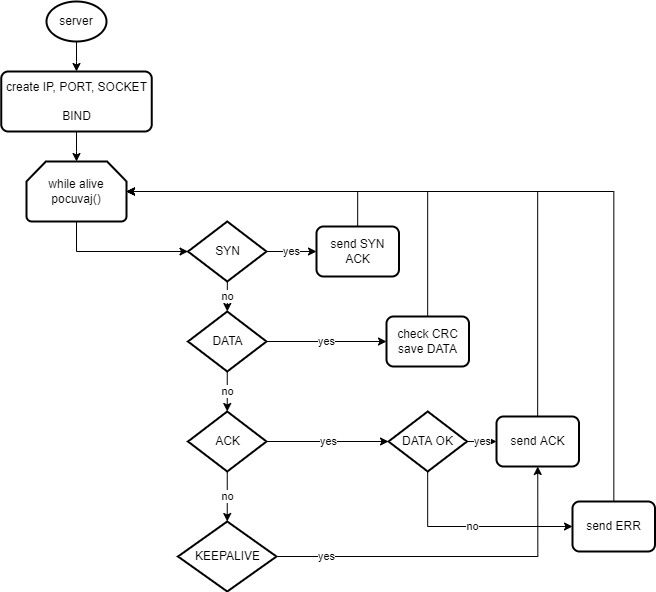 server
create IP, PORT, SOCKET
BIND
while alive
pocuvaj()
SYN
yes
send SYN
ACK
no
DATA
yes
check CRC
save DATA
no
ACK
yes
DATA OK
yes
send ACK
no
no
send ERR
KEEPALIVE
yes